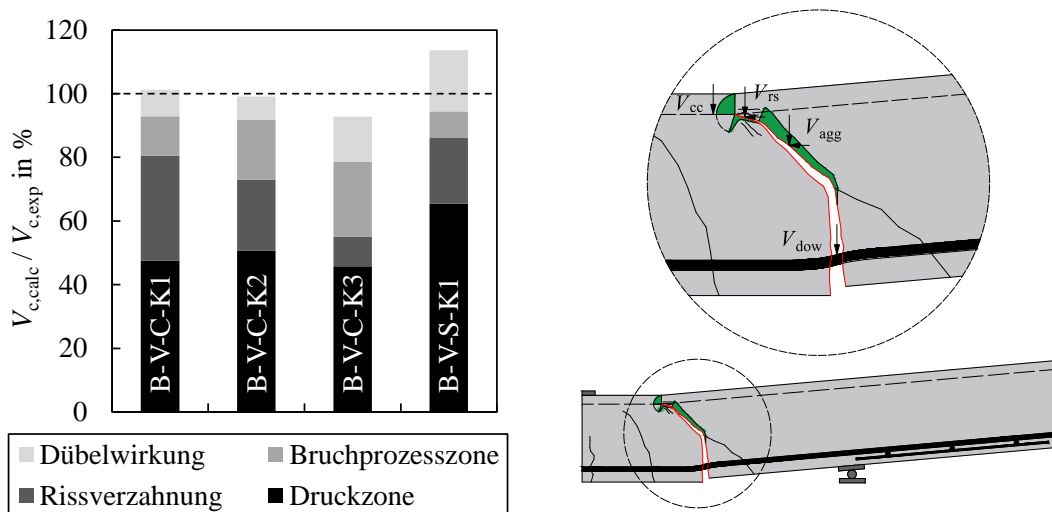 V_c,calc / V_c,exp in %
120
100
80
60
40
20
0
B-V-C-K1
B-V-C-K2
B-V-C-K3
B-V-S-K1
Dübelwirkung
Bruchprozesszone
Rissverzahnung
Druckzone
V_cc
V_rs
V_agg
V_dow